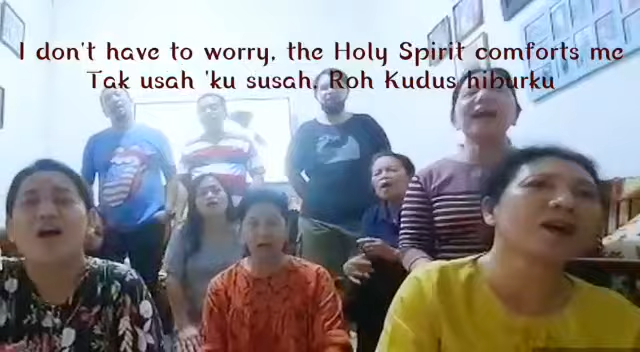 I don't have to worry, the Holy Spirit comforts me
Tak usah 'ku susah. Roh Kudus hiburku